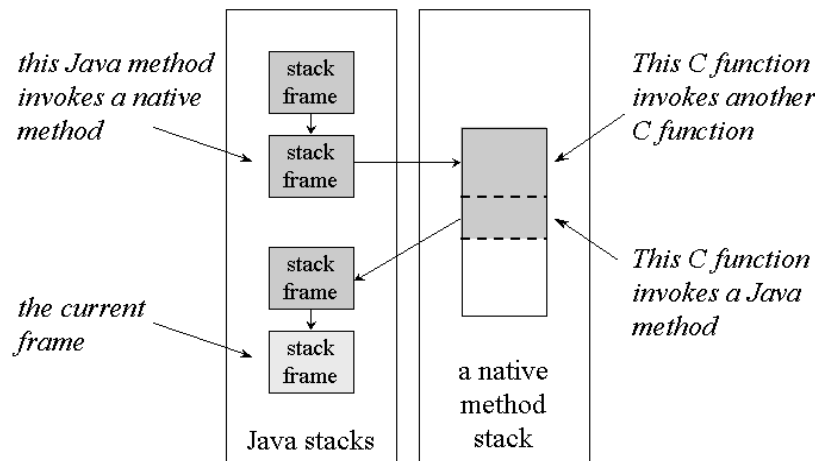 this Java method
invokes a native
method
stack
frame
stack
frame
This C function
invokes another
C function
stack
frame
This C function
invokes a Java
method
the current
frame
stack
frame
Java stacks
a native
method
stack